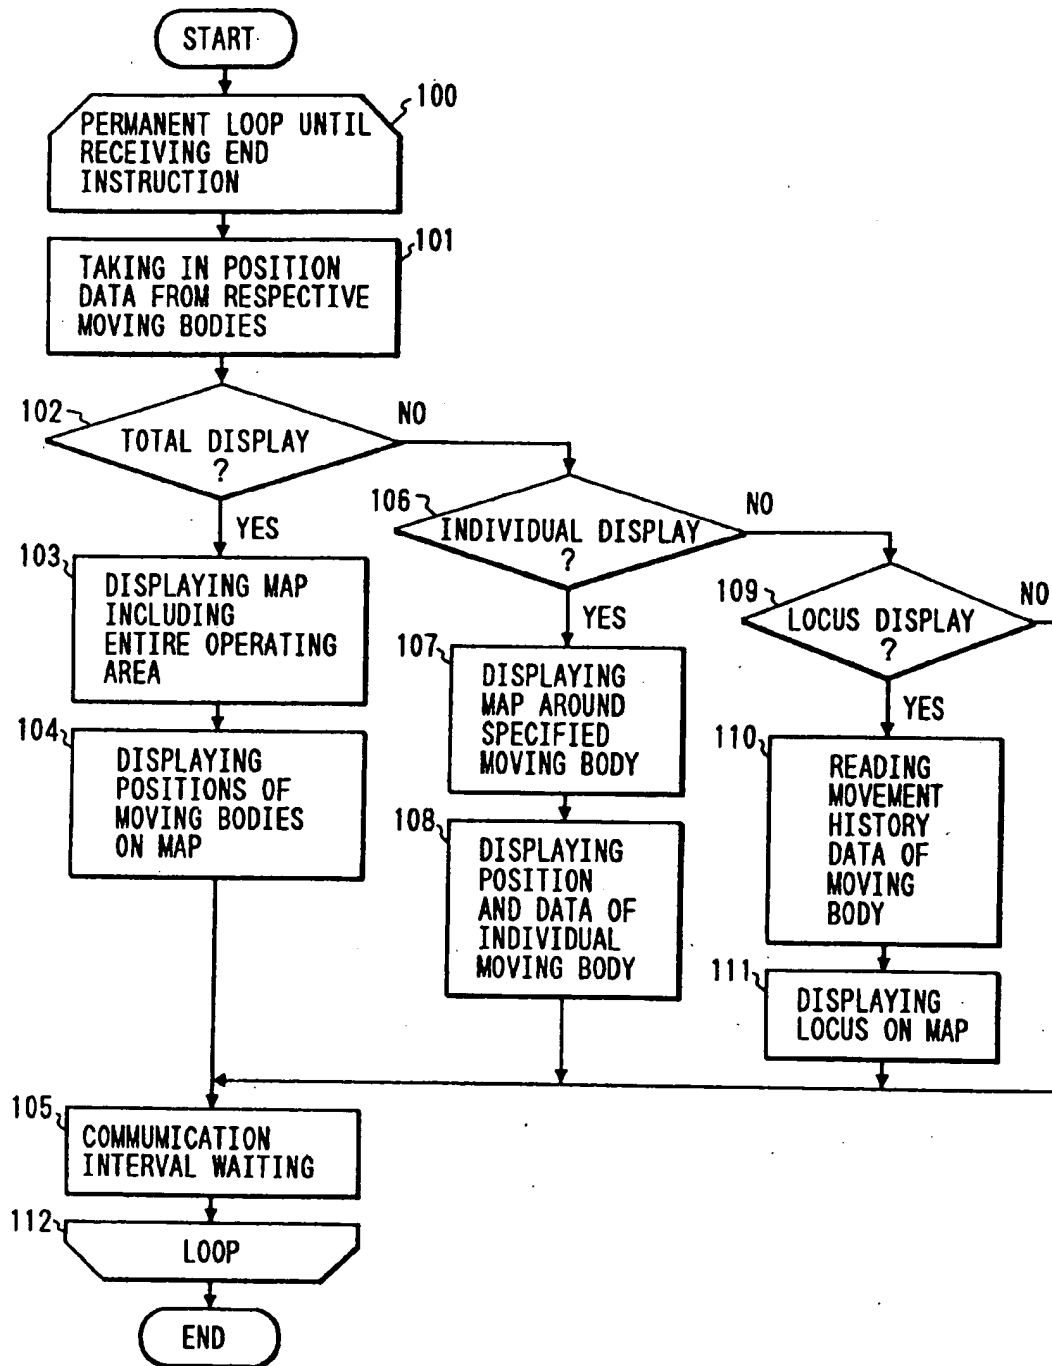 START
100
PERMANENT LOOP UNTIL
RECEIVING END
INSTRUCTION
101
TAKING IN POSITION
DATA FROM RESPECTIVE
MOVING BODIES
102
TOTAL DISPLAY
?
NO
YES
103
DISPLAYING MAP
INCLUDING
ENTIRE OPERATING
AREA
104
DISPLAYING
POSITIONS OF
MOVING BODIES
ON MAP
106
INDIVIDUAL DISPLAY
?
NO
YES
107
DISPLAYING
MAP AROUND
SPECIFIED
MOVING BODY
108
DISPLAYING
POSITION
AND DATA OF
INDIVIDUAL
MOVING BODY
109
LOCUS DISPLAY
?
NO
YES
110
READING
MOVEMENT
HISTORY
DATA OF
MOVING
BODY
111
DISPLAYING
LOCUS ON MAP
105
COMMUMICATION
INTERVAL WAITING
112
LOOP
END